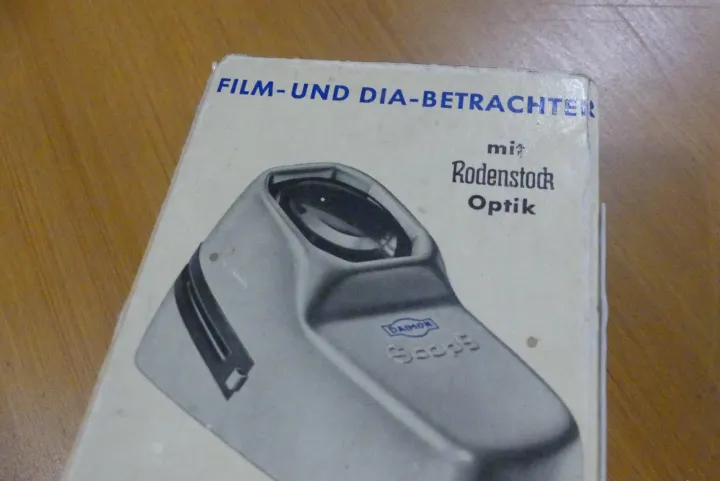 FILM-UND DIA-BETRACHTER
mit
Rodenstock
Optik
DAIMON